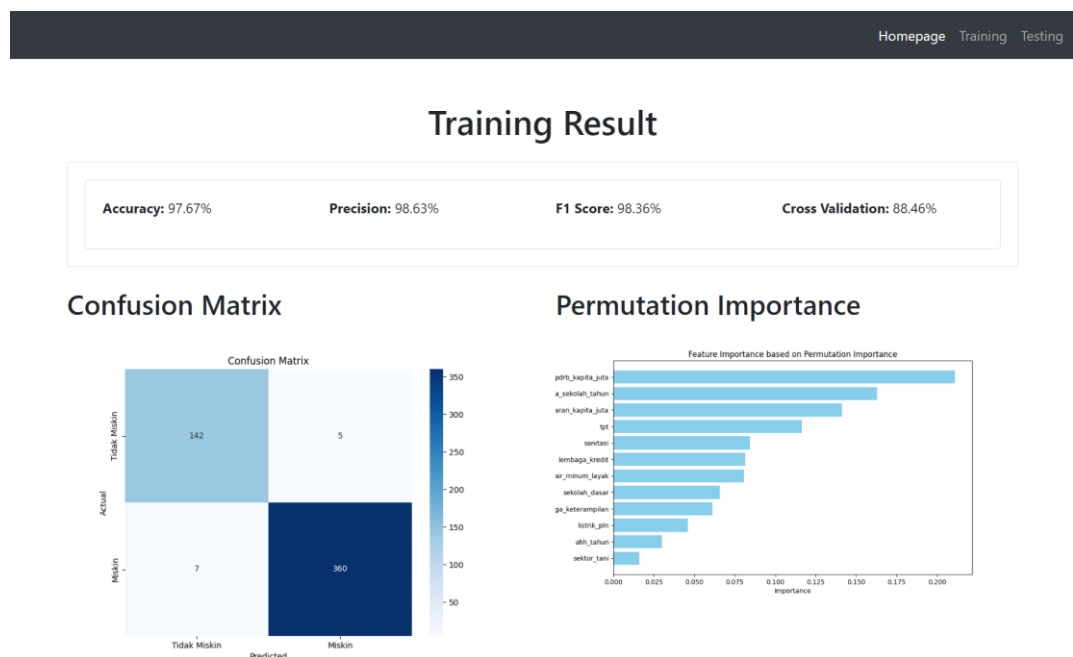 Homepage Training Testing
Training Result
Accuracy: 97.67% Precision: 98.63% F1 Score: 98.36% Cross Validation: 88.46%
Confusion Matrix
Permutation Importance
Confusion Matrix
Tidak Miskin
Miskin
Actual
142 5
7 360
Tidak Miskin Miskin
Predicted
350
300
250
200
150
100
50
Feature Importance based on Permutation Importance
pdrb_kapita_juta
a_sekolah_tahun
aran_kapita_juta
tpt
sanitasi
lembaga_kredit
air_minum_layak
sekolah_dasar
ga_keterampilan
listrik_pln
ahh_tahun
sektor_tani
0.000 0.025 0.050 0.075 0.100 0.125 0.150 0.175 0.200
Importance